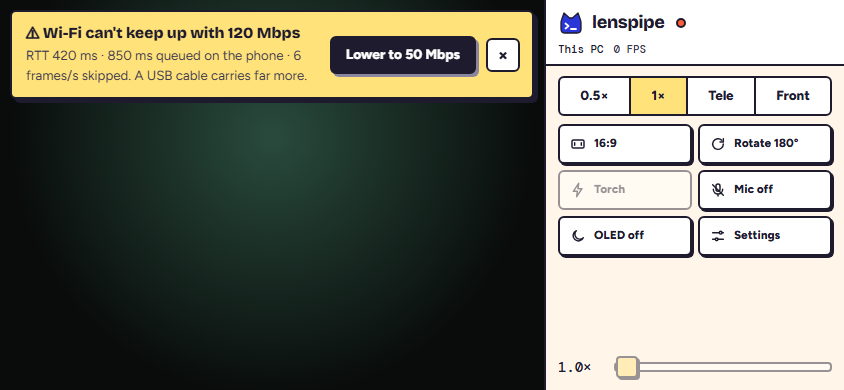 ⚠ Wi-Fi can't keep up with 120 Mbps
RTT 420 ms · 850 ms queued on the phone · 6
frames/s skipped. A USB cable carries far more.
Lower to 50 Mbps
×
lenspipe
This PC 0 FPS
0.5× 1× Tele Front
16:9 Rotate 180°
Torch Mic off
OLED off Settings
1.0×